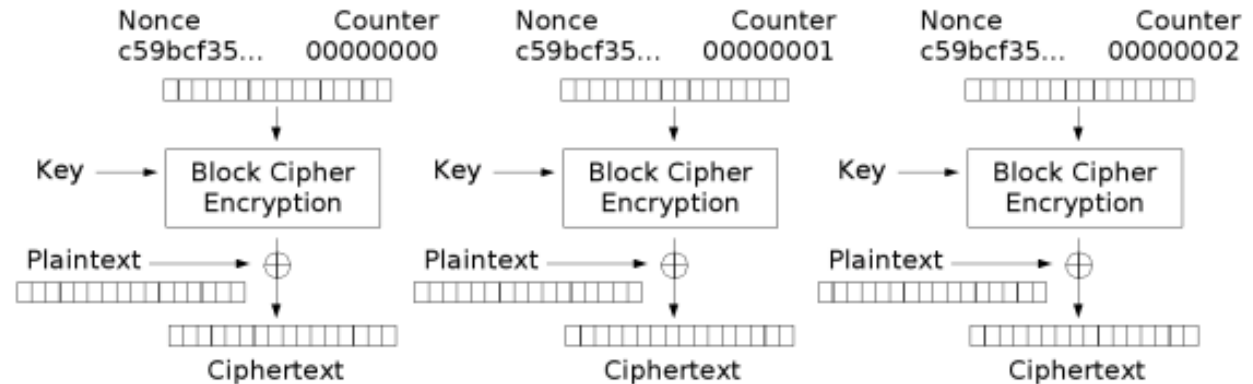 Nonce Counter Nonce Counter Nonce Counter
c59bcf35... 00000000 c59bcf35... 00000001 c59bcf35... 00000002
Key Block Cipher Encryption Key Block Cipher Encryption Key Block Cipher Encryption
Plaintext Plaintext Plaintext
Ciphertext Ciphertext Ciphertext